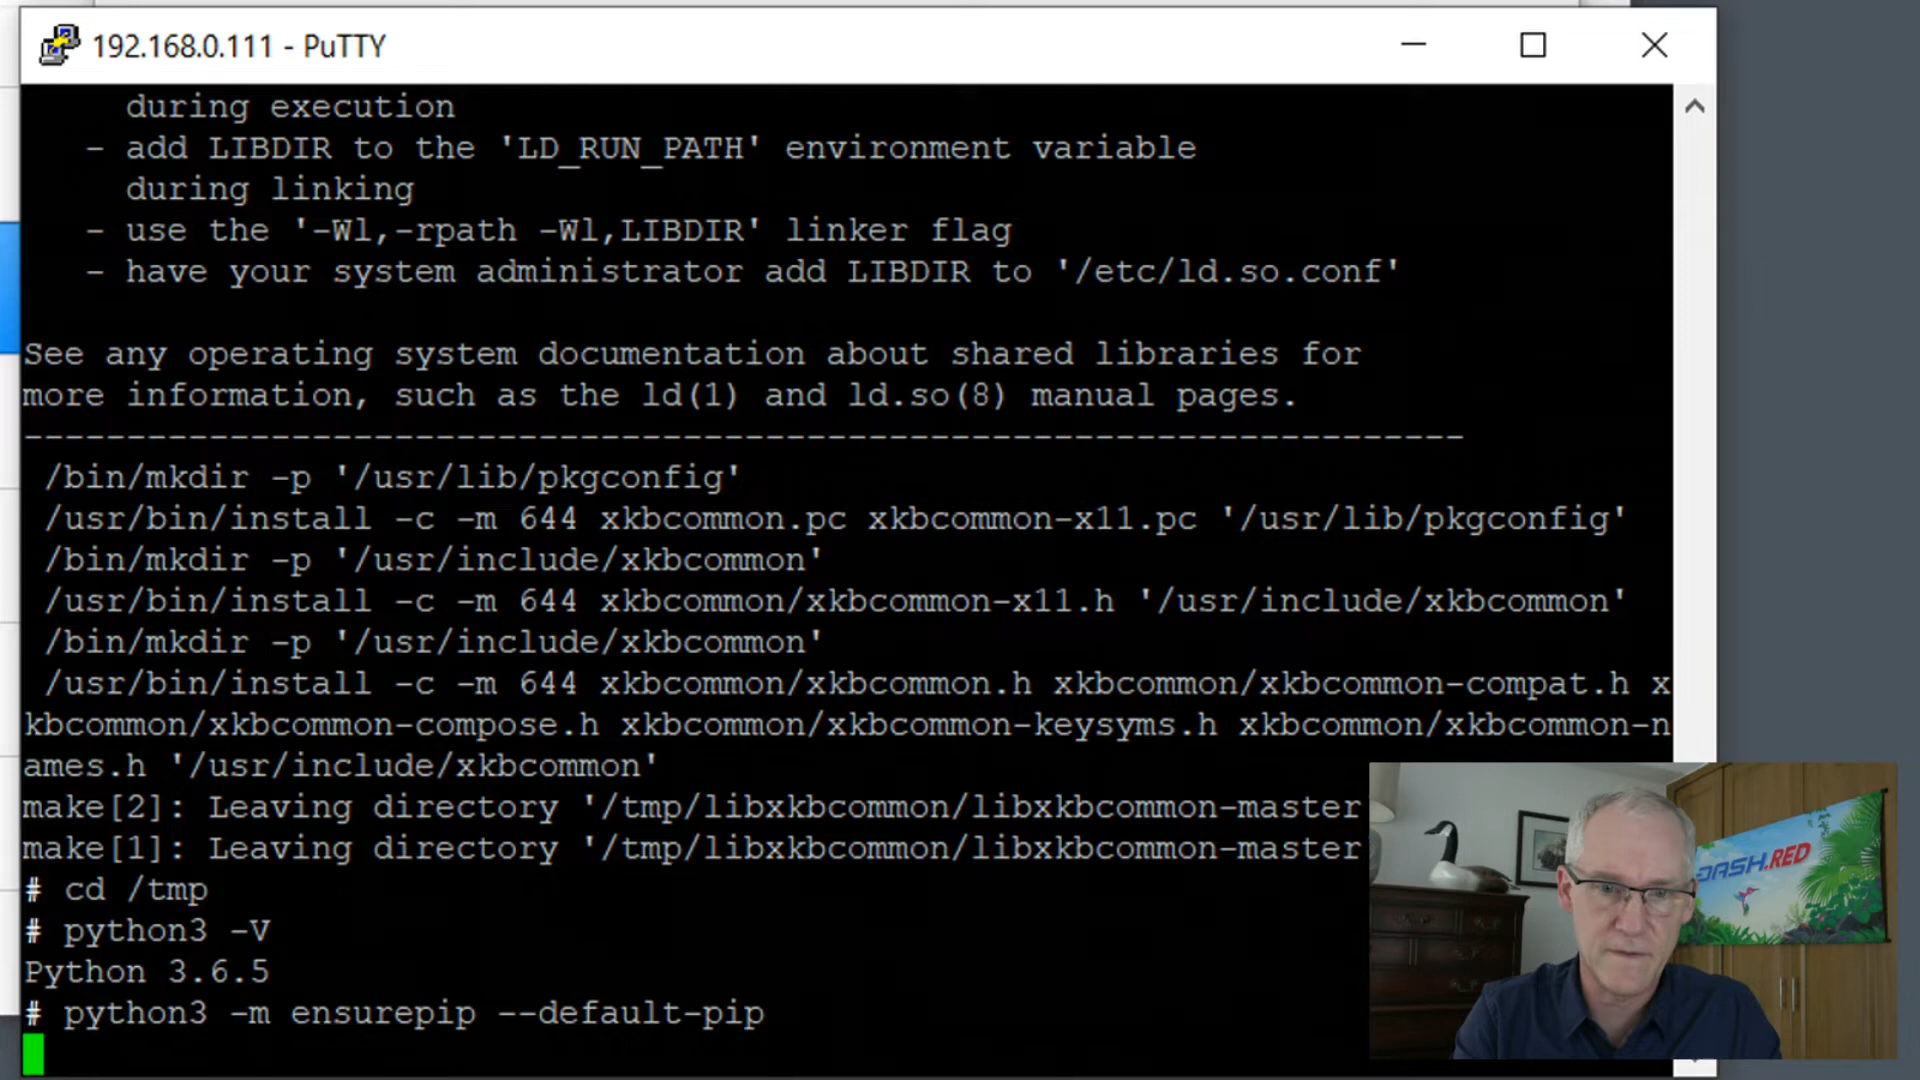 192.168.0.111 - PuTTY
during execution
- add LIBDIR to the 'LD_RUN_PATH' environment variable
during linking
- use the '-Wl,-rpath -Wl,LIBDIR' linker flag
- have your system administrator add LIBDIR to '/etc/ld.so.conf'
See any operating system documentation about shared libraries for
more information, such as the ld(1) and ld.so(8) manual pages.
----------------------------------------------------------------------
/bin/mkdir -p '/usr/lib/pkgconfig'
/usr/bin/install -c -m 644 xkbcommon.pc xkbcommon-x11.pc '/usr/lib/pkgconfig'
/bin/mkdir -p '/usr/include/xkbcommon'
/usr/bin/install -c -m 644 xkbcommon/xkbcommon-x11.h '/usr/include/xkbcommon'
/bin/mkdir -p '/usr/include/xkbcommon'
/usr/bin/install -c -m 644 xkbcommon/xkbcommon.h xkbcommon/xkbcommon-compat.h x
kbcommon/xkbcommon-compose.h xkbcommon/xkbcommon-keysyms.h xkbcommon/xkbcommon-n
ames.h '/usr/include/xkbcommon'
make[2]: Leaving directory '/tmp/libxkbcommon/libxkbcommon-master
make[1]: Leaving directory '/tmp/libxkbcommon/libxkbcommon-master
# cd /tmp
# python3 -V
Python 3.6.5
# python3 -m ensurepip --default-pip
DASH.RED